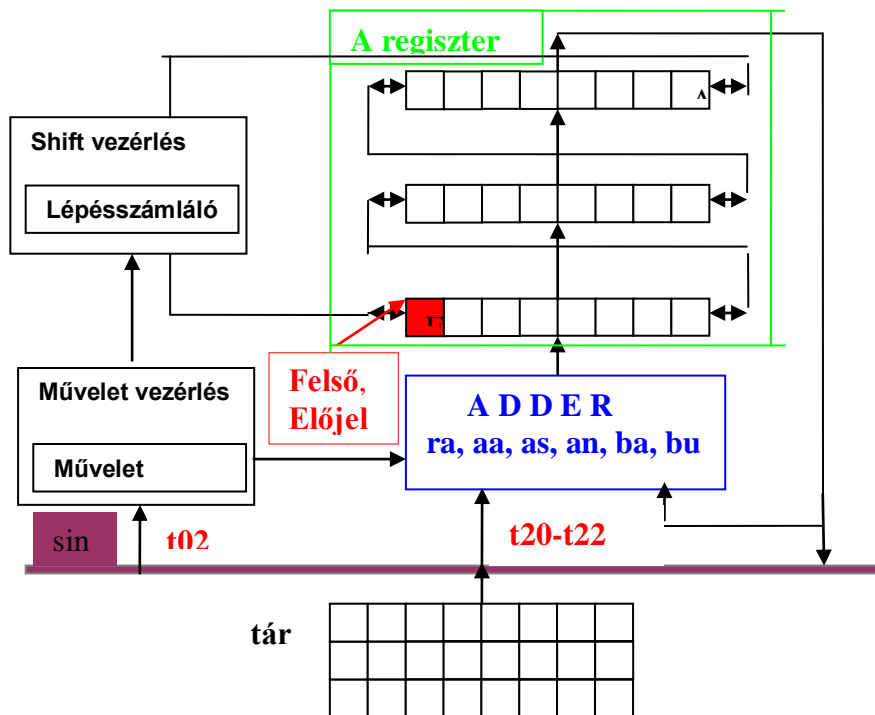 A regiszter
Shift vezérlés
Lépésszámláló
Felső,
Előjel
Művelet vezérlés
Művelet
A D D E R
ra, aa, as, an, ba, bu
sin
t02
t20-t22
tár